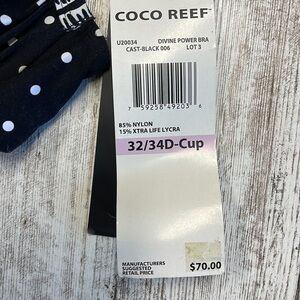 COCO REEF
U20034 DIVINE POWER BRA
CAST-BLACK 006 LOT 3
7 59258 49203 6
85% NYLON
15% XTRA LIFE LYCRA
32/34D-Cup
MANUFACTURERS
SUGGESTED
RETAIL PRICE $70.00